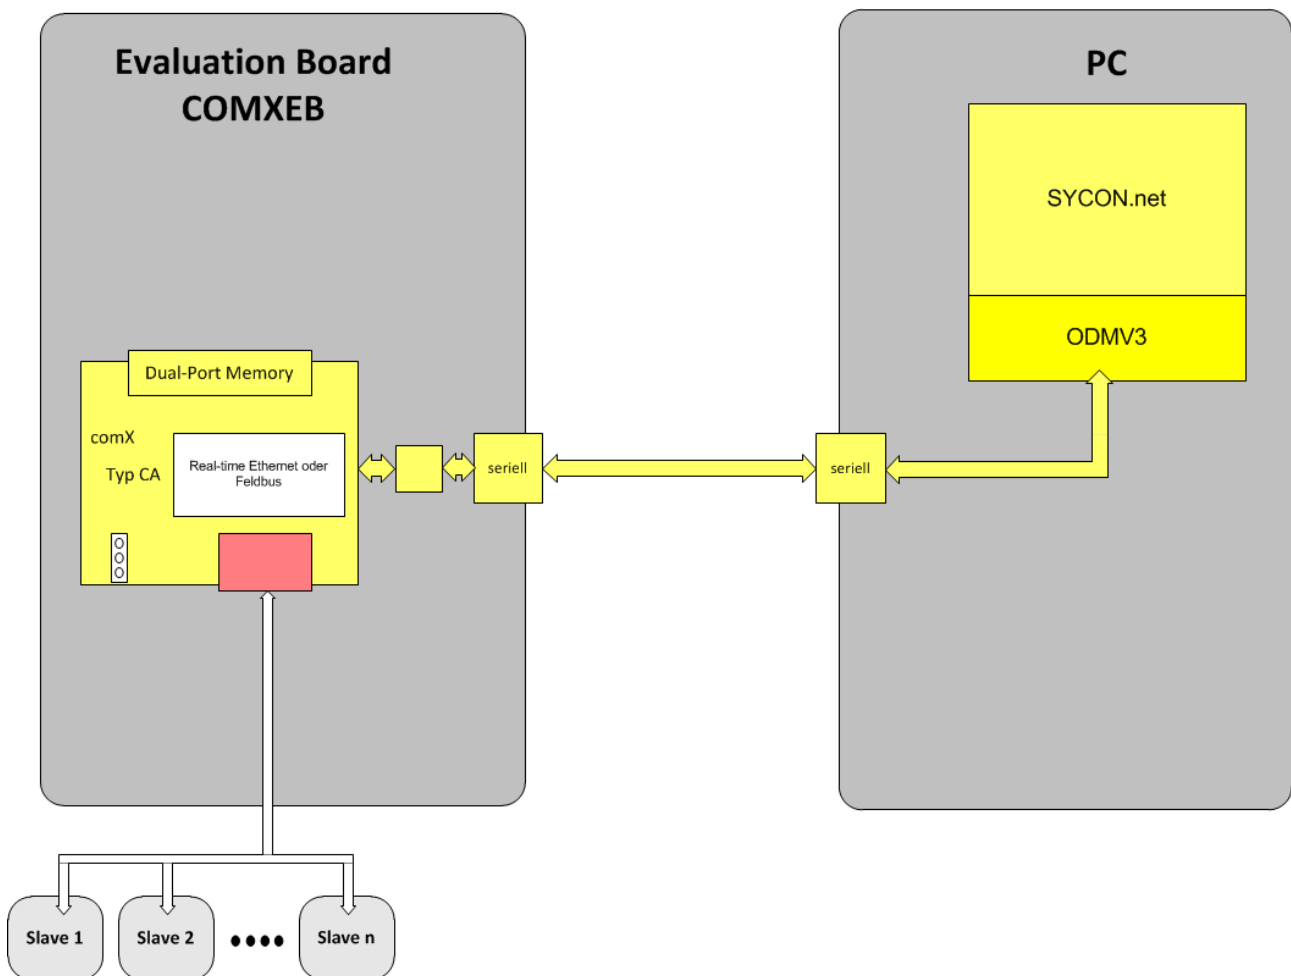 Evaluation Board
COMXEB
PC
SYCON.net
ODMV3
Dual-Port Memory
comX
Typ CA
Real-time Ethernet oder
Feldbus
seriell
seriell
Slave 1
Slave 2
Slave n